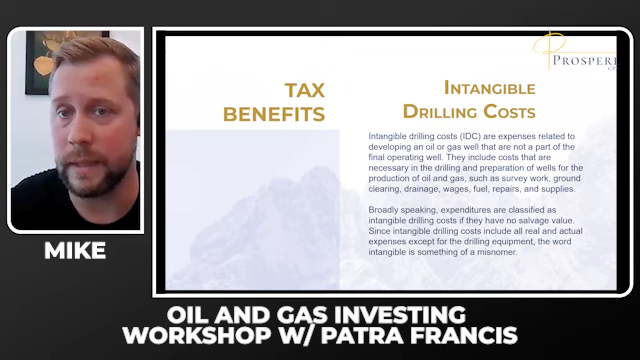 PROSPERL
CPA
TAX
BENEFITS
INTANGIBLE
DRILLING COSTS
Intangible drilling costs (IDC) are expenses related to
developing an oil or gas well that are not a part of the
final operating well. They include costs that are
necessary in the drilling and preparation of wells for the
production of oil and gas, such as survey work, ground
clearing, drainage, wages, fuel, repairs, and supplies.
Broadly speaking, expenditures are classified as
intangible drilling costs if they have no salvage value.
Since intangible drilling costs include all real and actual
expenses except for the drilling equipment, the word
intangible is something of a misnomer.
MIKE
OIL AND GAS INVESTING
WORKSHOP W/ PATRA FRANCIS